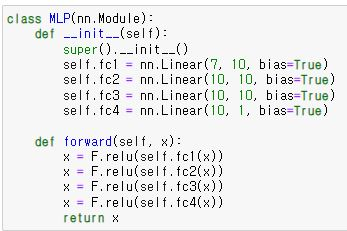 class MLP(nn.Module):
    def __init__(self):
        super().__init__()
        self.fc1 = nn.Linear(7, 10, bias=True)
        self.fc2 = nn.Linear(10, 10, bias=True)
        self.fc3 = nn.Linear(10, 10, bias=True)
        self.fc4 = nn.Linear(10, 1, bias=True)

    def forward(self, x):
        x = F.relu(self.fc1(x))
        x = F.relu(self.fc2(x))
        x = F.relu(self.fc3(x))
        x = F.relu(self.fc4(x))
        return x